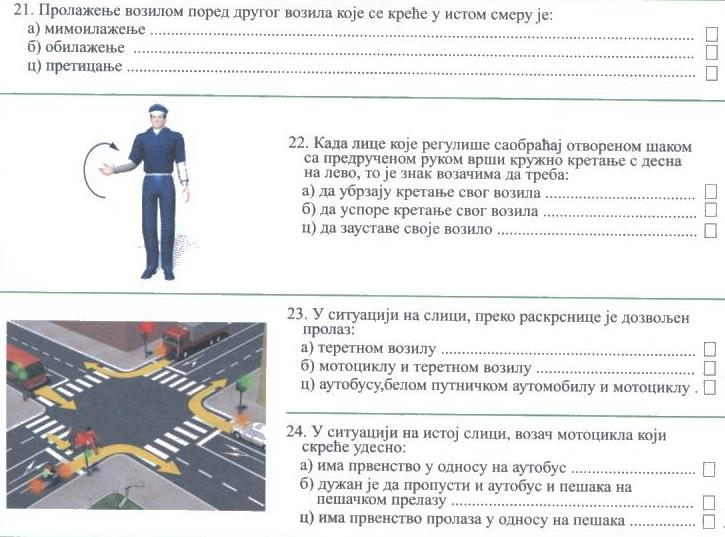 21. Пролажење возилом поред другог возила које се креће у истом смеру је:
а) мимоилажење
б) обилажење
ц) претицање
22. Када лице које регулише саобраћај отвореном шаком
са предрученом руком врши кружно кретање с десна
на лево, то је знак возачима да треба:
а) да убрзају кретање свог возила
б) да успоре кретање свог возила
ц) да зауставе своје возило
23. У ситуацији на слици, преко раскрснице је дозвољен
пролаз:
а) теретном возилу
б) мотоциклу и теретном возилу
ц) аутобусу,белом путничком аутомобилу и мотоциклу .
24. У ситуацији на истој слици, возач мотоцикла који
скреће удесно:
а) има првенство у односу на аутобус
б) дужан је да пропусти и аутобус и пешака на
пешачком прелазу
ц) има првенство пролаза у односу на пешака